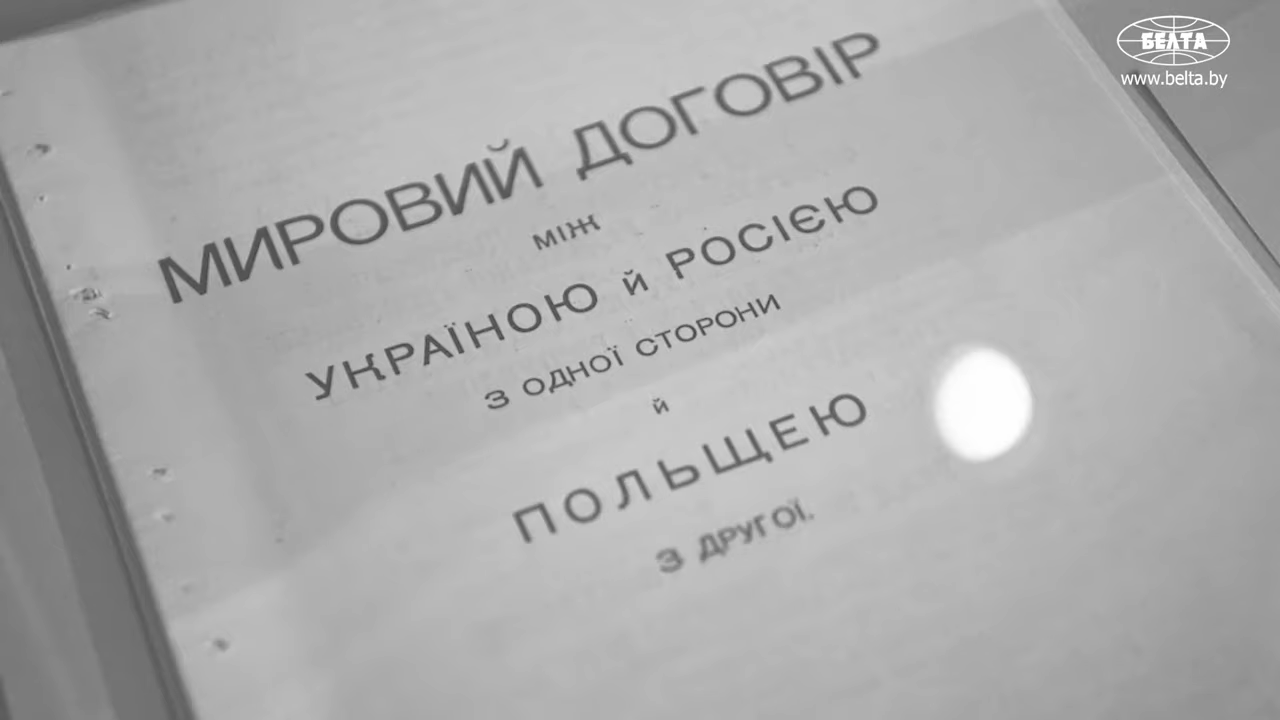 БЕЛТА
www.belta.by
МИРОВИЙ ДОГОВІР
МІЖ
УКРАЇНОЮ Й РОСІЄЮ
З ОДНОЇ СТОРОНИ
Й
ПОЛЬЩЕЮ
З ДРУГОЇ.